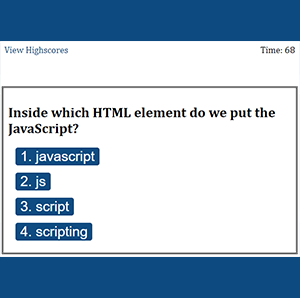 View Highscores
Time: 68
Inside which HTML element do we put the
JavaScript?
1. javascript
2. js
3. script
4. scripting